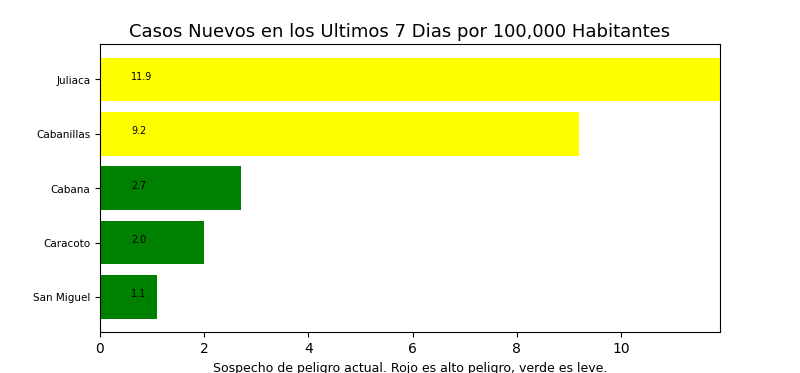 Casos Nuevos en los Ultimos 7 Dias por 100,000 Habitantes
Juliaca 11.9
Cabanillas 9.2
Cabana 2.7
Caracoto 2.0
San Miguel 1.1
0 2 4 6 8 10
Sospecho de peligro actual. Rojo es alto peligro, verde es leve.